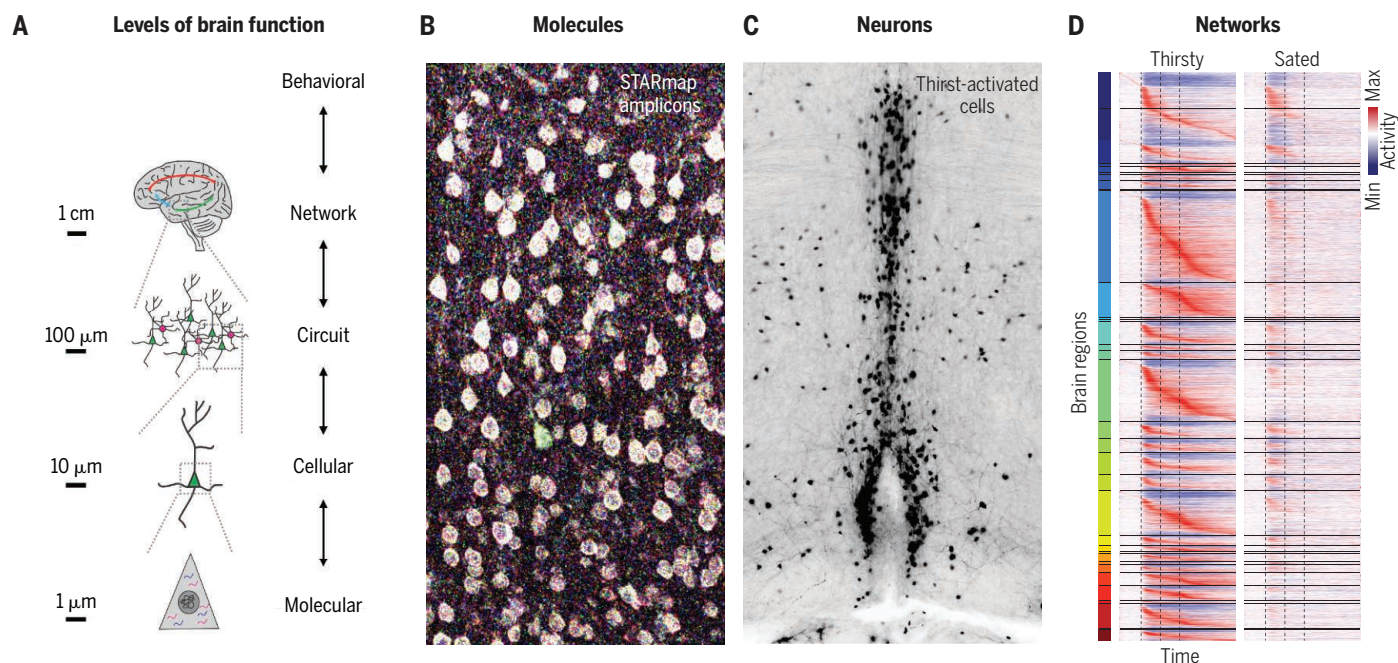 A
Levels of brain function
Behavioral
1 cm
Network
100 μm
Circuit
10 μm
Cellular
1 μm
Molecular
B
Molecules
STARmap
amplicons
C
Neurons
Thirst-activated
cells
D
Networks
Thirsty
Sated
Max
Activity
Min
Brain regions
Time